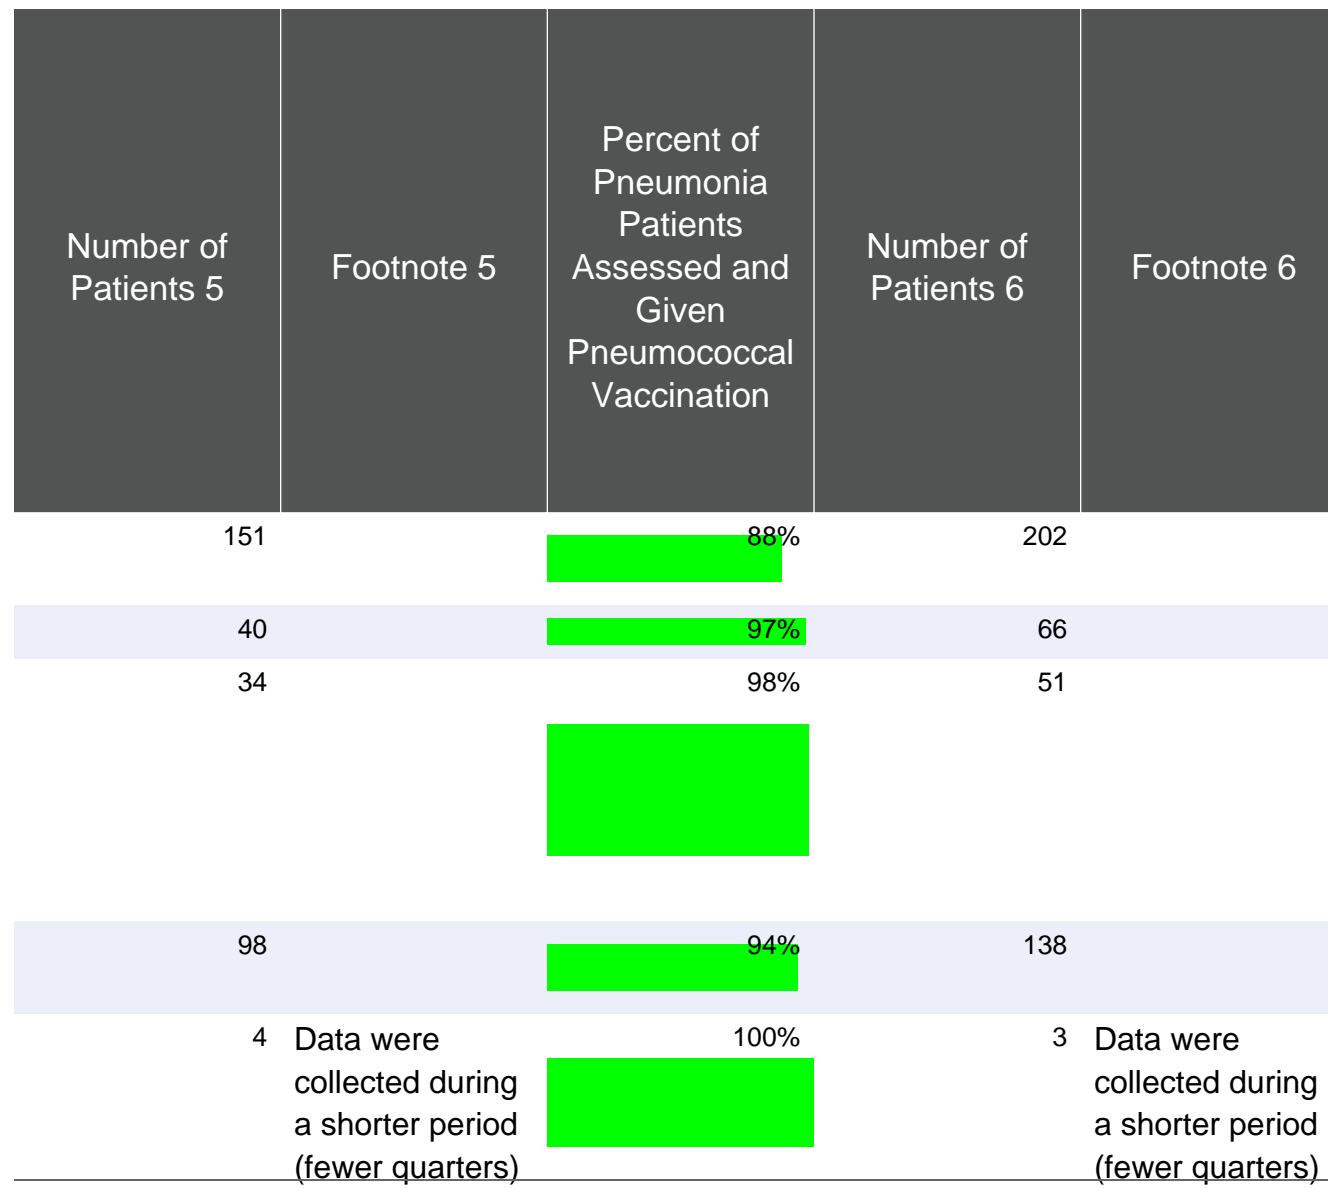 Number of
Patients 5
Footnote 5
Percent of
Pneumonia
Patients
Assessed and
Given
Pneumococcal
Vaccination
Number of
Patients 6
Footnote 6
151 88% 202
40 97% 66
34 98% 51
98 94% 138
4 Data were 100% 3 Data were
collected during collected during
a shorter period a shorter period
(fewer quarters) (fewer quarters)